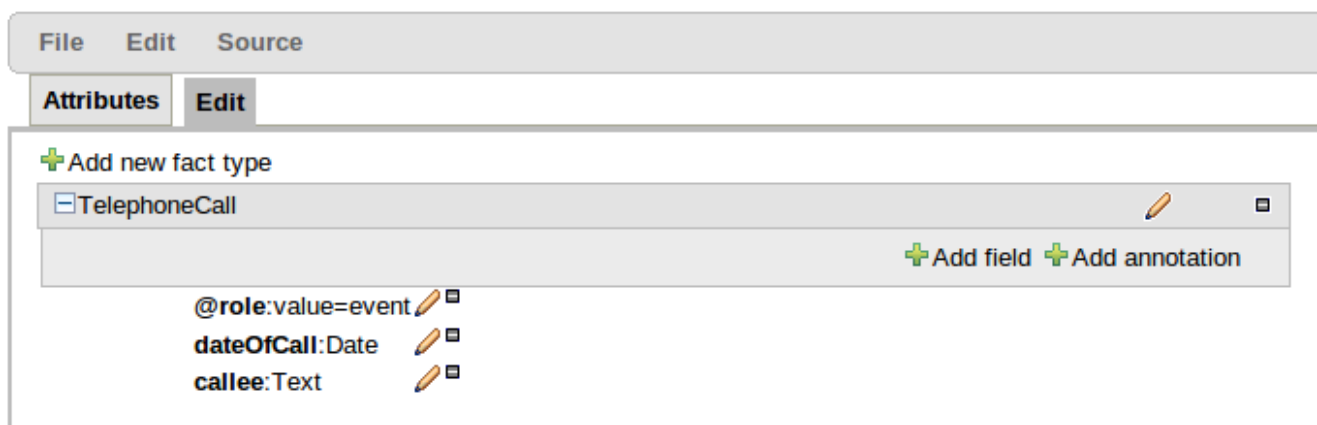 File Edit Source
Attributes Edit
Add new fact type
TelephoneCall
Add field Add annotation
@role:value=event
dateOfCall:Date
callee:Text